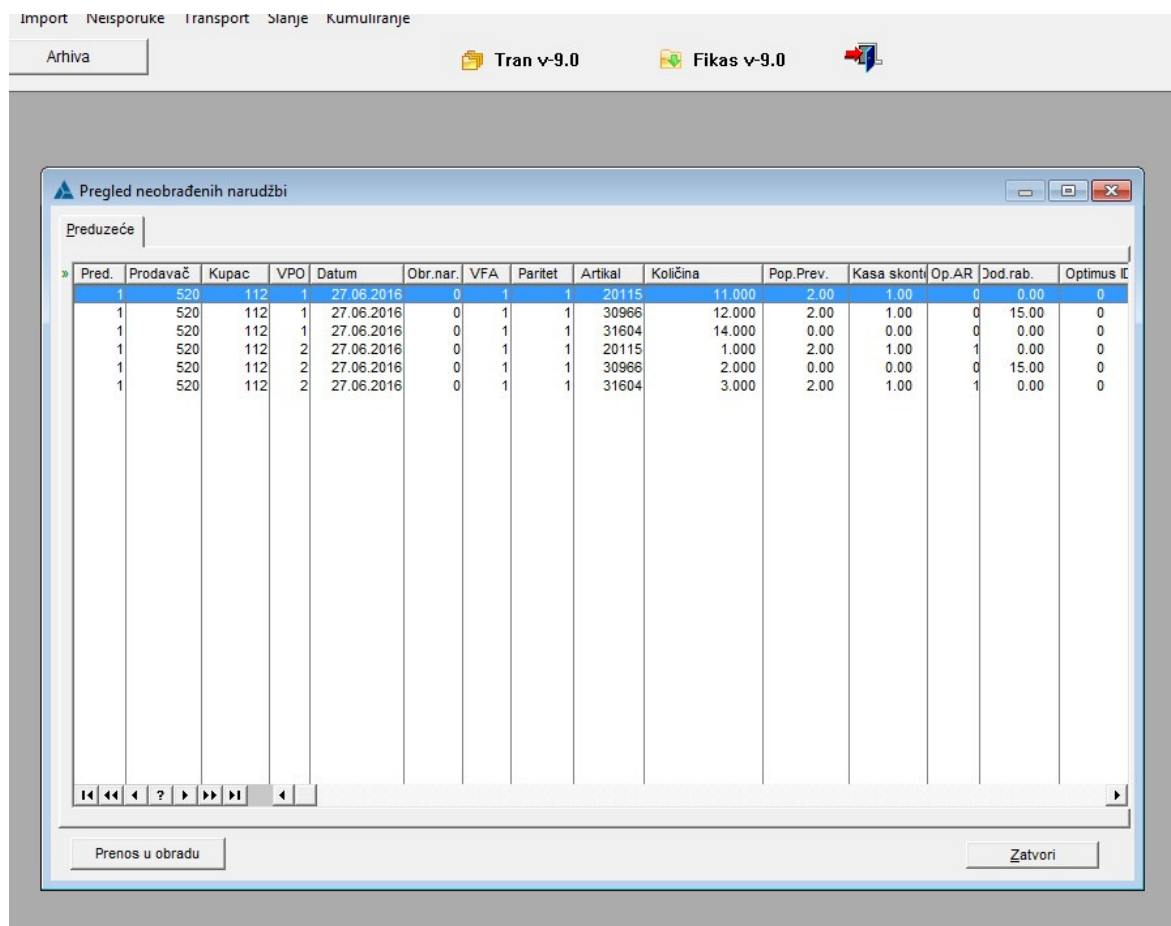 Import Neisporuke Transport Slanje Kumuliranje
Arhiva Tran v-9.0 Fikas v-9.0
Pregled neobrađenih narudžbi
Preduzeće
» Pred. Prodavač Kupac VPO Datum Obr.nar. VFA Paritet Artikal Količina Pop.Prev. Kasa skont Op.AR Dod.rab. Optimus ID
1 520 112 1 27.06.2016 0 1 1 20115 11.000 2.00 1.00 0 0.00 0
1 520 112 1 27.06.2016 0 1 1 30966 12.000 2.00 1.00 0 15.00 0
1 520 112 1 27.06.2016 0 1 1 31604 14.000 0.00 0.00 0 0.00 0
1 520 112 2 27.06.2016 0 1 1 20115 1.000 2.00 1.00 1 0.00 0
1 520 112 2 27.06.2016 0 1 1 30966 2.000 0.00 0.00 0 15.00 0
1 520 112 2 27.06.2016 0 1 1 31604 3.000 2.00 1.00 1 0.00 0
?
Prenos u obradu Zatvori